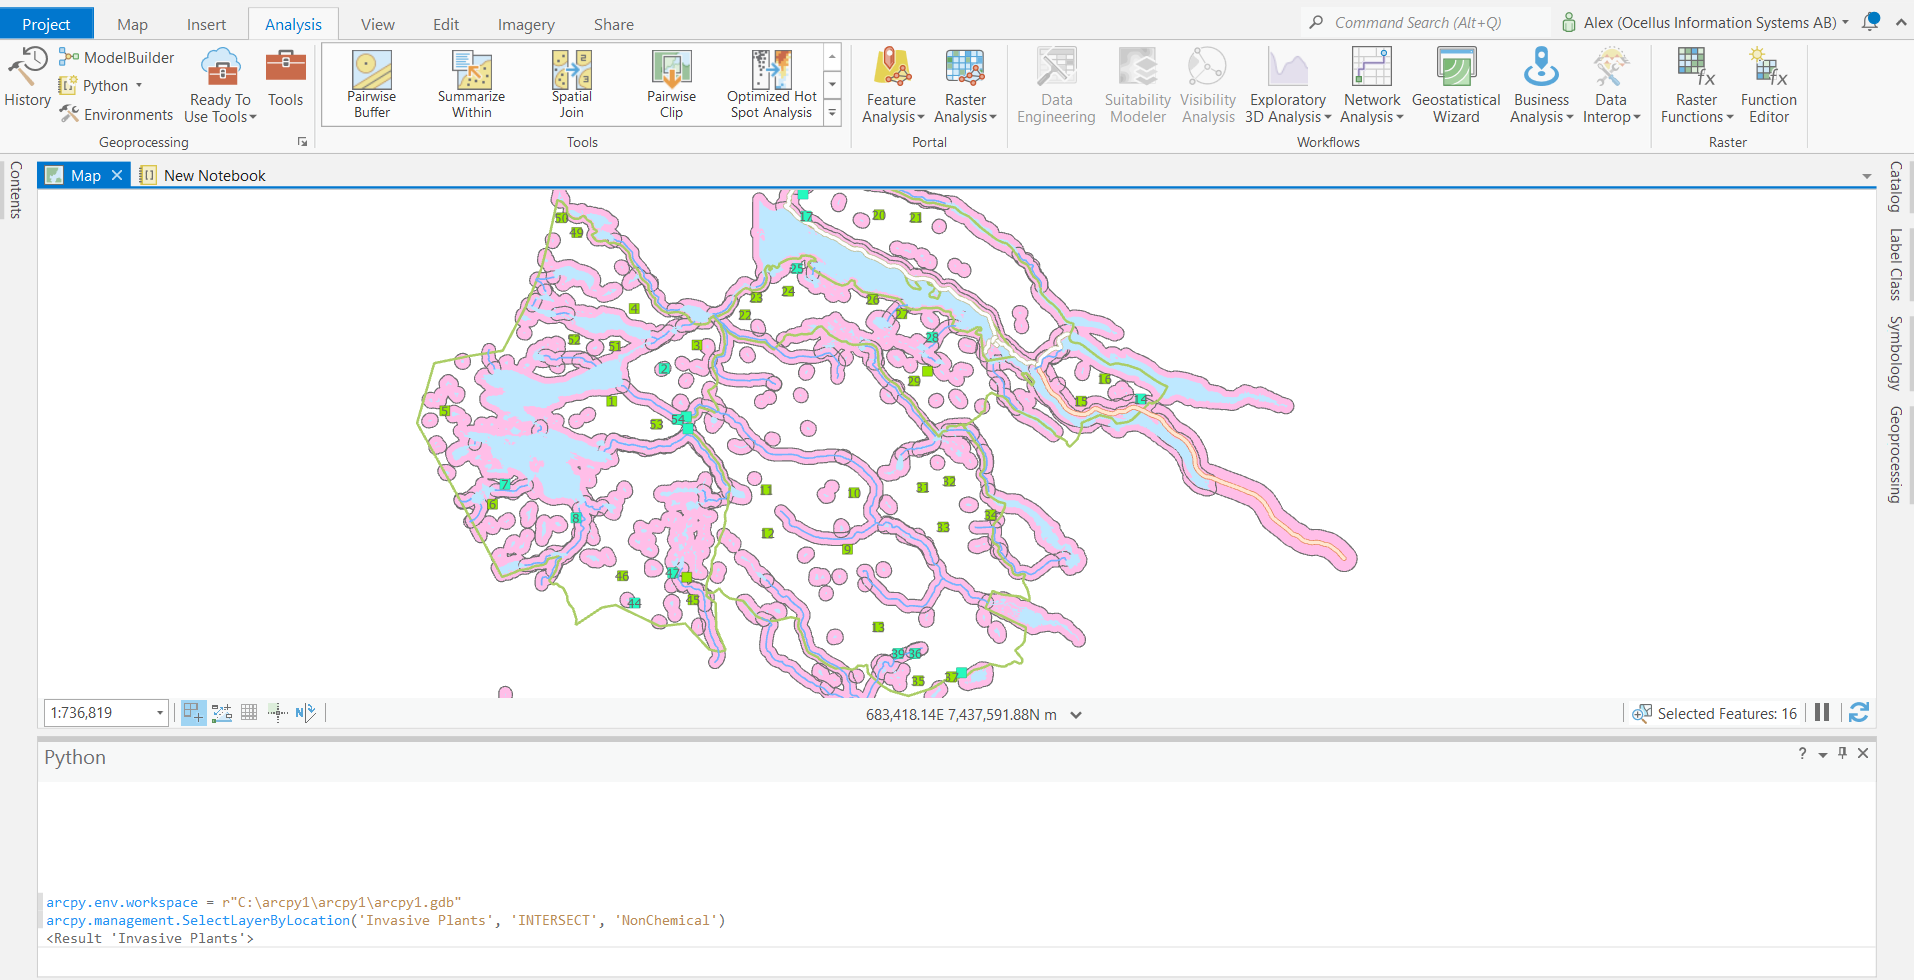 Project Map Insert Analysis View Edit Imagery Share
Command Search (Alt+Q)
Alex (Ocellus Information Systems AB)
History
ModelBuilder
Python
Environments
Ready To
Use Tools
Tools
Geoprocessing
Pairwise
Buffer
Summarize
Within
Spatial
Join
Pairwise
Clip
Optimized Hot
Spot Analysis
Tools
Feature
Analysis
Raster
Analysis
Portal
Data
Engineering
Suitability
Modeler
Visibility
Analysis
Exploratory
3D Analysis
Network
Analysis
Geostatistical
Wizard
Business
Analysis
Data
Interop
Workflows
Raster
Functions
Function
Editor
Raster
Contents
Map
New Notebook
Catalog
Label Class
Symbology
Geoprocessing
50
49
17
20
21
25
24
23
22
26
27
28
4
52
51
3
2
29
16
15
14
5
1
53
54
7
6
8
11
10
31
32
34
12
33
9
46
47
44
45
13
39
36
35
37
1:736,819
683,418.14E 7,437,591.88N m
Selected Features: 16
Python
arcpy.env.workspace = r"C:\arcpy1\arcpy1\arcpy1.gdb"
arcpy.management.SelectLayerByLocation('Invasive Plants', 'INTERSECT', 'NonChemical')
<Result 'Invasive Plants'>